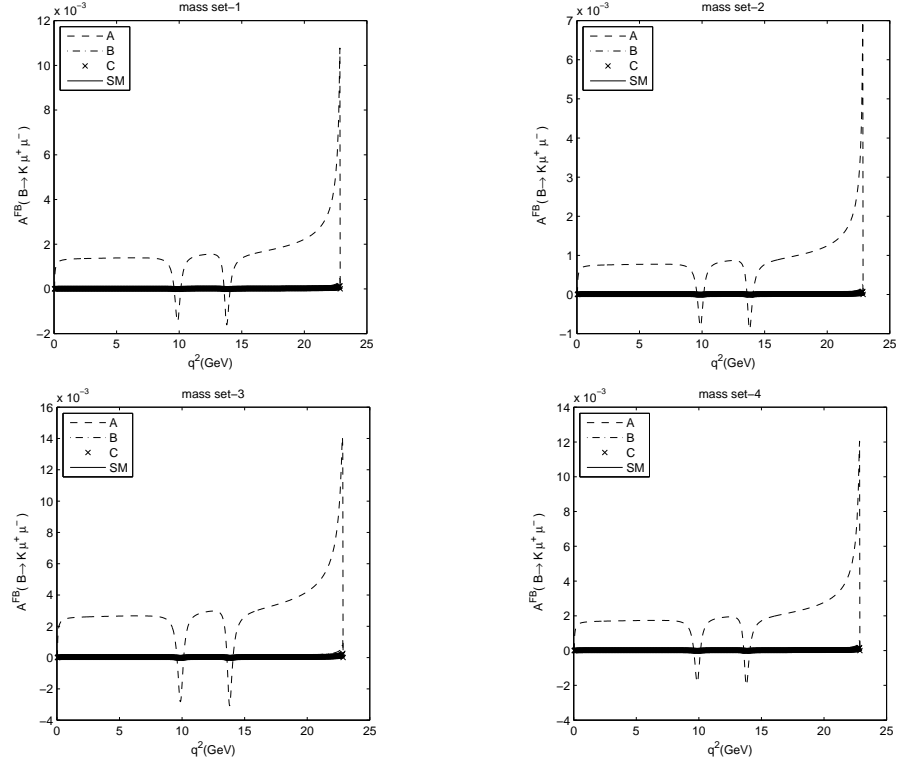 mass set-1
x 10⁻³
12
10
8
6
4
2
0
−2
A
B
C
SM
A^FB( B→ K μ⁺ μ⁻)
0 5 10 15 20 25
q²(GeV)
mass set-2
x 10⁻³
7
6
5
4
3
2
1
0
−1
A
B
C
SM
A^FB( B→ K μ⁺ μ⁻)
0 5 10 15 20 25
q²(GeV)
mass set-3
x 10⁻³
16
14
12
10
8
6
4
2
0
−2
−4
A
B
C
SM
A^FB( B→ K μ⁺ μ⁻)
0 5 10 15 20 25
q²(GeV)
mass set-4
x 10⁻³
14
12
10
8
6
4
2
0
−2
−4
A
B
C
SM
A^FB( B→ K μ⁺ μ⁻)
0 5 10 15 20 25
q²(GeV)